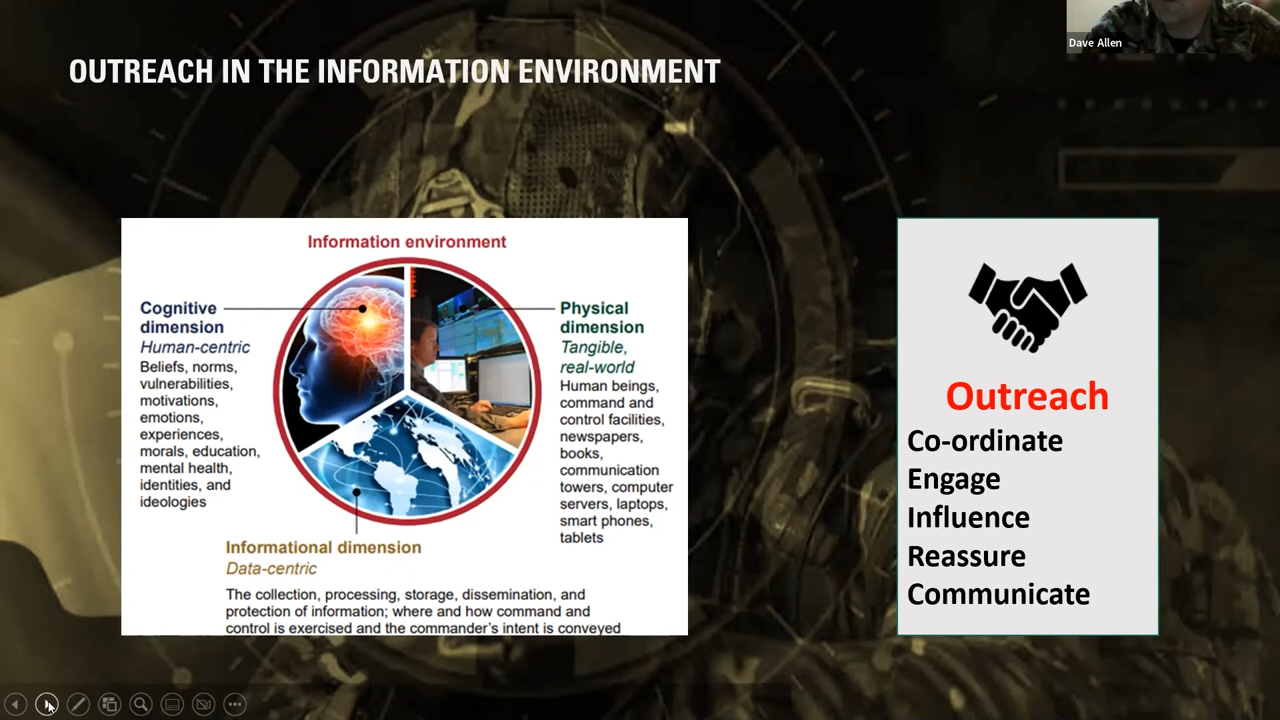 Dave Allen
OUTREACH IN THE INFORMATION ENVIRONMENT
Information environment
Cognitive
dimension
Human-centric
Beliefs, norms,
vulnerabilities,
motivations,
emotions,
experiences,
morals, education,
mental health,
identities, and
ideologies
Physical
dimension
Tangible,
real-world
Human beings,
command and
control facilities,
newspapers,
books,
communication
towers, computer
servers, laptops,
smart phones,
tablets
Informational dimension
Data-centric
The collection, processing, storage, dissemination, and
protection of information; where and how command and
control is exercised and the commander's intent is conveyed
Outreach
Co-ordinate
Engage
Influence
Reassure
Communicate